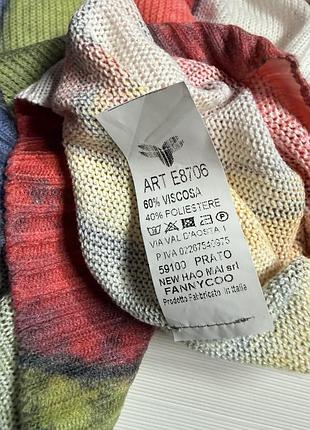 ART E8706
60% VISCOSA
40% POLIESTERE
VIA VAL D'AOSTA 1
P.IVA 02267540975
59100 PRATO
NEW HAO MAI srl
FANNYCOO
Prodotto Fabbricato in Italia